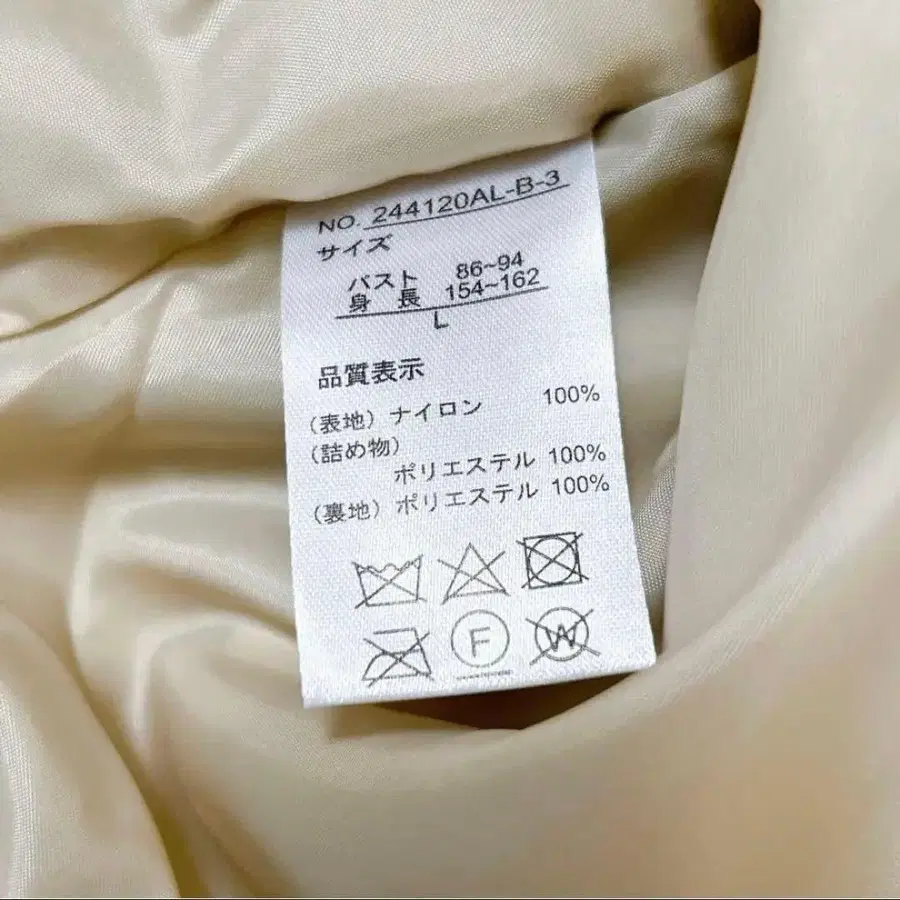 NO. 244120AL-B-3
サイズ
バスト 86~94
身 長 154~162
L
品質表示
(表地) ナイロン 100%
(詰め物)
ポリエステル 100%
(裏地) ポリエステル 100%
F
W